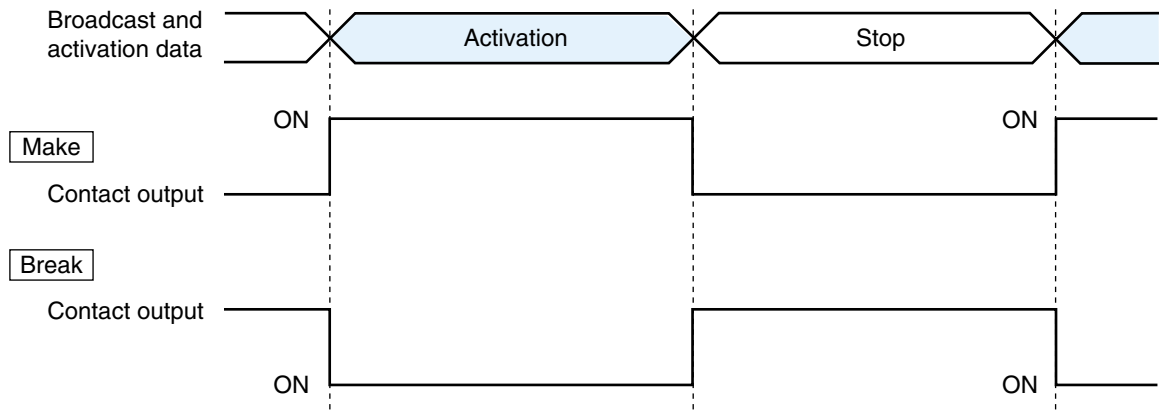 Broadcast and
activation data
Activation
Stop
ON
ON
Make
Contact output
Break
Contact output
ON
ON